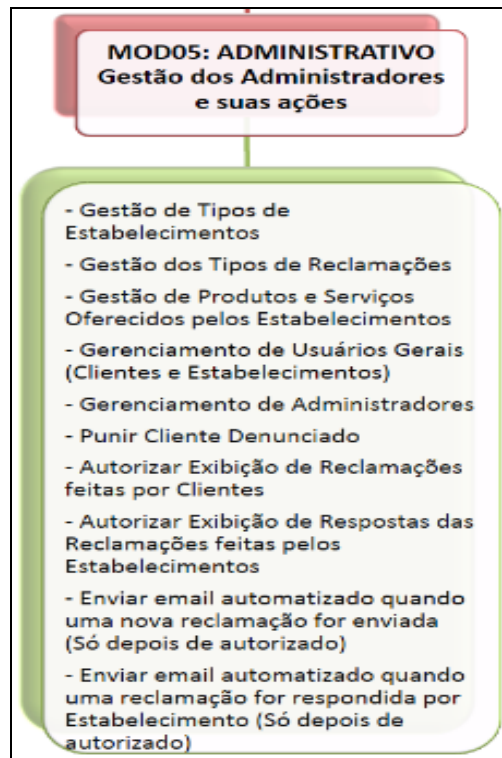 MOD05: ADMINISTRATIVO
Gestão dos Administradores
e suas ações
- Gestão de Tipos de
Estabelecimentos
- Gestão dos Tipos de Reclamações
- Gestão de Produtos e Serviços
Oferecidos pelos Estabelecimentos
- Gerenciamento de Usuários Gerais
(Clientes e Estabelecimentos)
- Gerenciamento de Administradores
- Punir Cliente Denunciado
- Autorizar Exibição de Reclamações
feitas por Clientes
- Autorizar Exibição de Respostas das
Reclamações feitas pelos
Estabelecimentos
- Enviar email automatizado quando
uma nova reclamação for enviada
(Só depois de autorizado)
- Enviar email automatizado quando
uma reclamação for respondida por
Estabelecimento (Só depois de
autorizado)